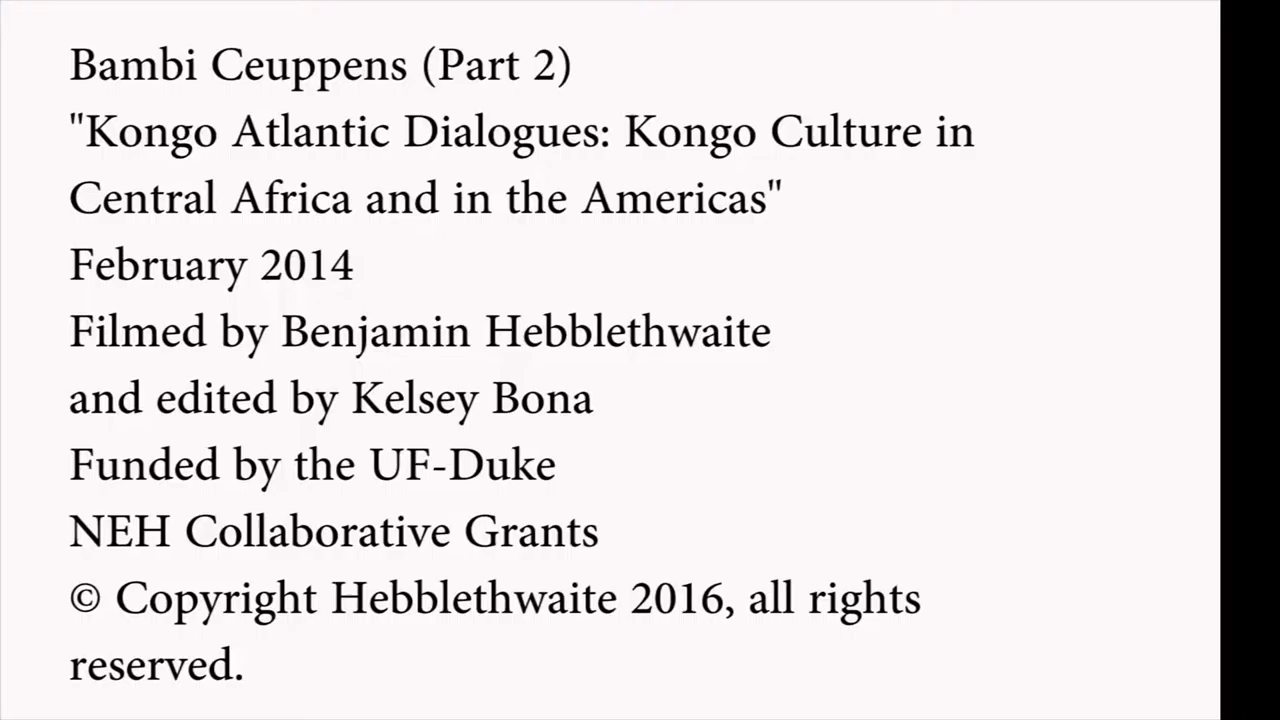 Bambi Ceuppens (Part 2)
"Kongo Atlantic Dialogues: Kongo Culture in
Central Africa and in the Americas"
February 2014
Filmed by Benjamin Hebblethwaite
and edited by Kelsey Bona
Funded by the UF-Duke
NEH Collaborative Grants
© Copyright Hebblethwaite 2016, all rights
reserved.